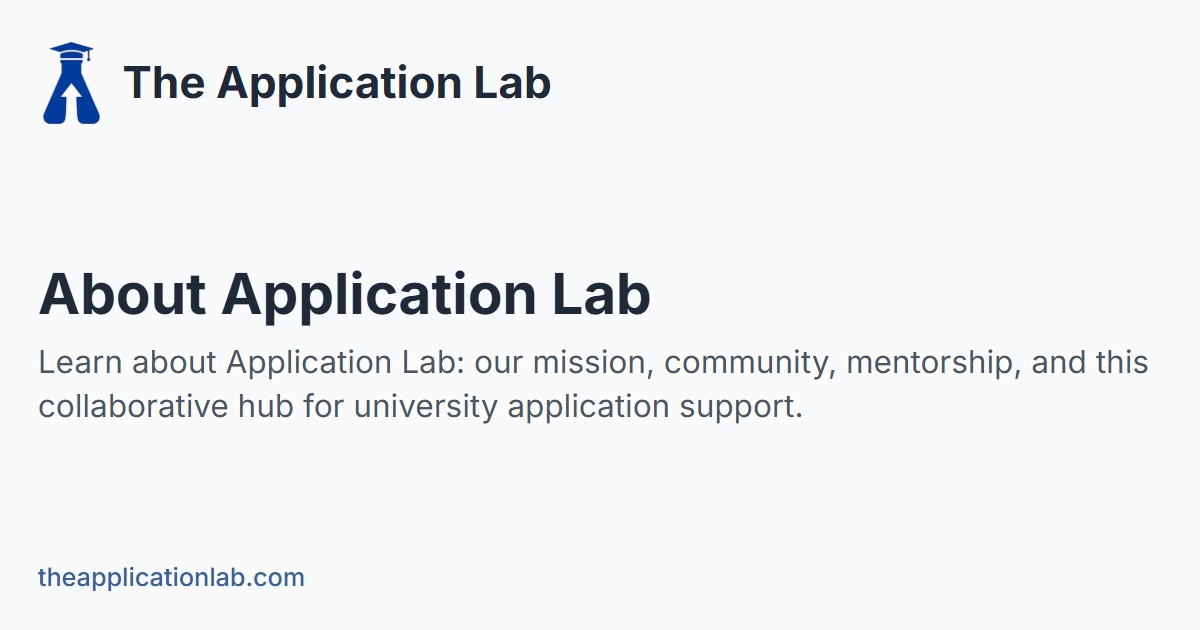 The Application Lab
About Application Lab
Learn about Application Lab: our mission, community, mentorship, and this
collaborative hub for university application support.
theapplicationlab.com